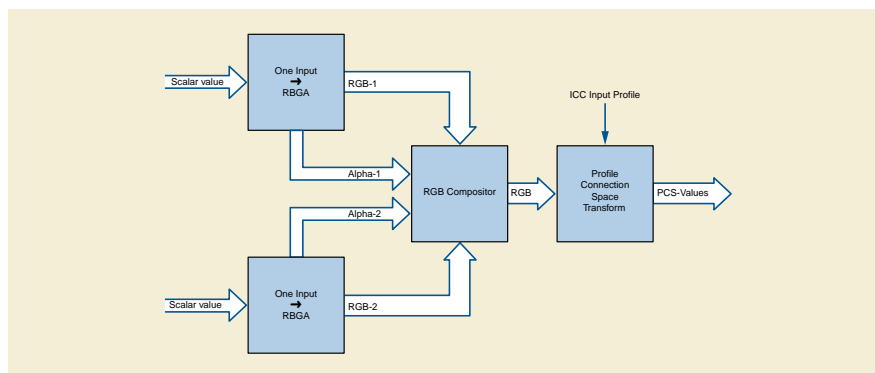 Scalar value
One Input
➔
RBGA
RGB-1
Alpha-1
ICC Input Profile
RGB Compositor
RGB
Profile
Connection
Space
Transform
PCS-Values
Alpha-2
Scalar value
One Input
➔
RBGA
RGB-2